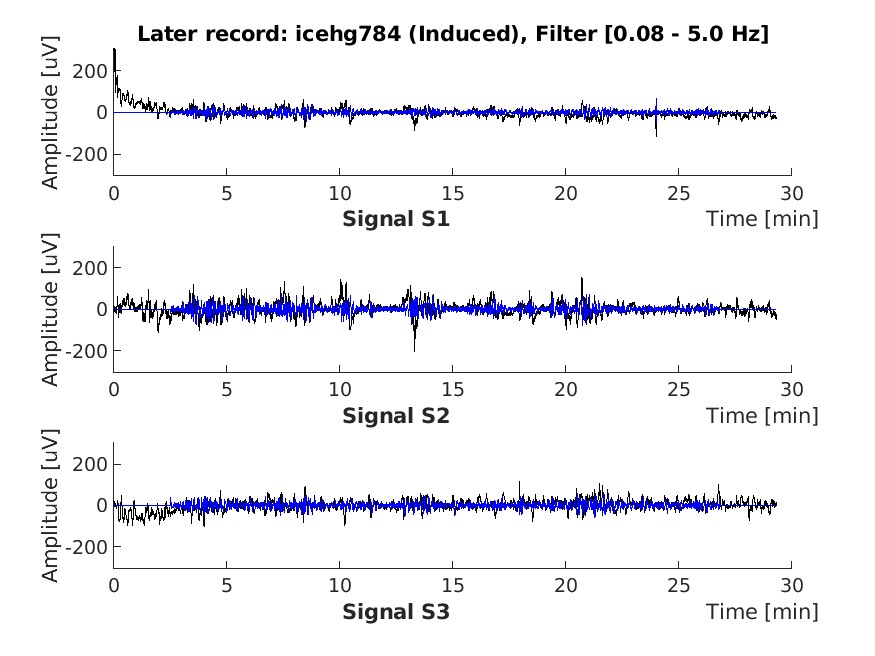 Later record: icehg784 (Induced), Filter [0.08 - 5.0 Hz]
Amplitude [uV]
200
0
-200
0 5 10 15 20 25 30
Signal S1 Time [min]
Amplitude [uV]
200
0
-200
0 5 10 15 20 25 30
Signal S2 Time [min]
Amplitude [uV]
200
0
-200
0 5 10 15 20 25 30
Signal S3 Time [min]